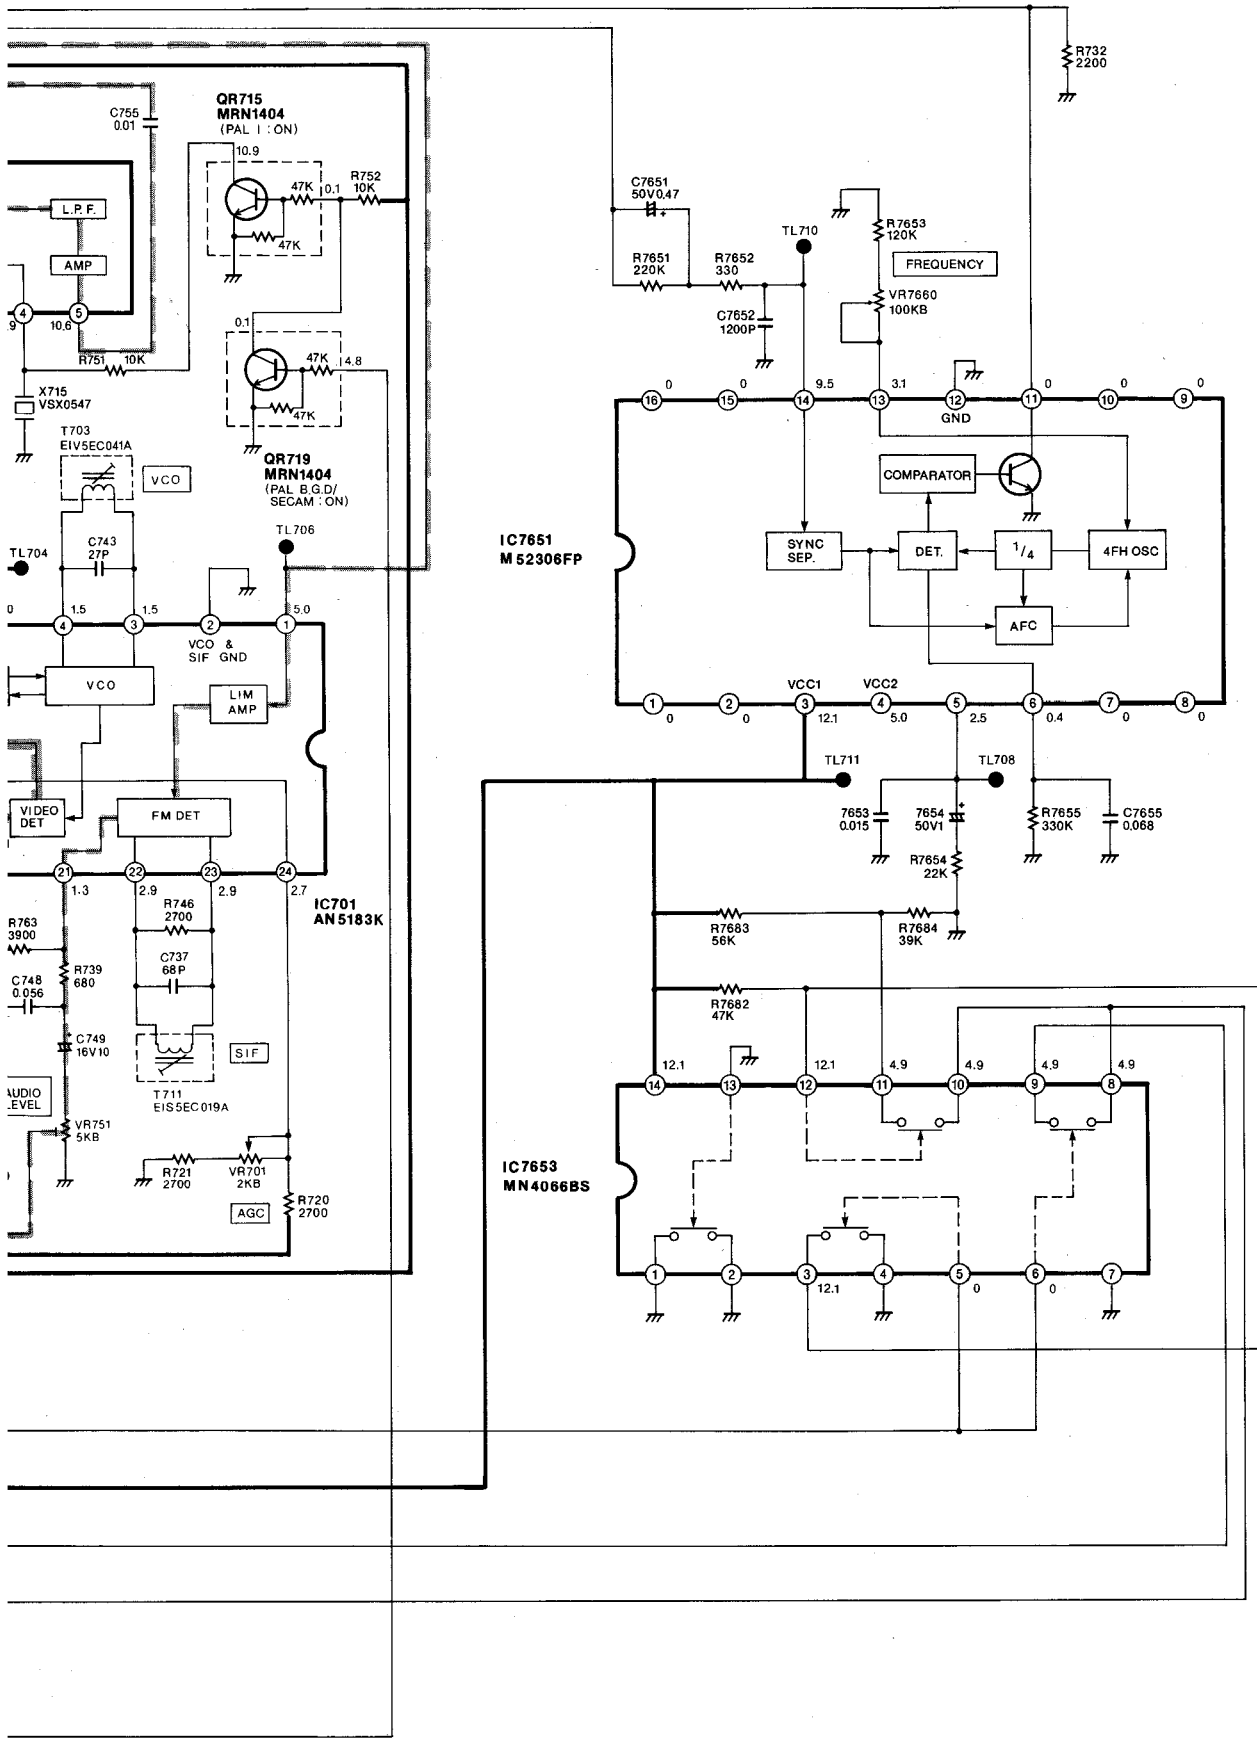 R732
2200
C755
0.01
QR715
MRN1404
(PAL I : ON)
10.9
47K
0.1
R752
10K
47K
L.P.F.
AMP
4
5
.9
10.6
R751
10K
X715
VSX0547
0.1
47K
4.8
47K
QR719
MRN1404
(PAL B.G.D/
SECAM : ON)
T703
EIV5EC041A
VCO
C743
27P
TL704
TL706
0
1.5
1.5
5.0
4
3
2
1
VCO &
SIF GND
VCO
LIM
AMP
VIDEO
DET
FM DET
21
22
23
24
1.3
2.9
2.9
2.7
IC701
AN5183K
R763
3900
R746
2700
C737
68P
R739
680
C748
0.056
C749
16V10
SIF
T711
EIS5EC019A
AUDIO
LEVEL
VR751
5KB
R721
2700
VR701
2KB
AGC
R720
2700
C7651
50V0.47
+
R7651
220K
R7652
330
TL710
C7652
1200P
R7653
120K
FREQUENCY
VR7660
100KB
0
0
9.5
3.1
0
0
0
16
15
14
13
12
11
10
9
GND
COMPARATOR
IC7651
M52306FP
SYNC
SEP.
DET.
1/4
4FH OSC
AFC
VCC1
VCC2
1
2
3
4
5
6
7
8
0
0
12.1
5.0
2.5
0.4
0
0
TL711
TL708
7653
0.015
7654
50V1
+
R7655
330K
C7655
0.068
R7654
22K
R7683
56K
R7684
39K
R7682
47K
12.1
12.1
4.9
4.9
4.9
4.9
14
13
12
11
10
9
8
IC7653
MN4066BS
1
2
3
4
5
6
7
12.1
0
0